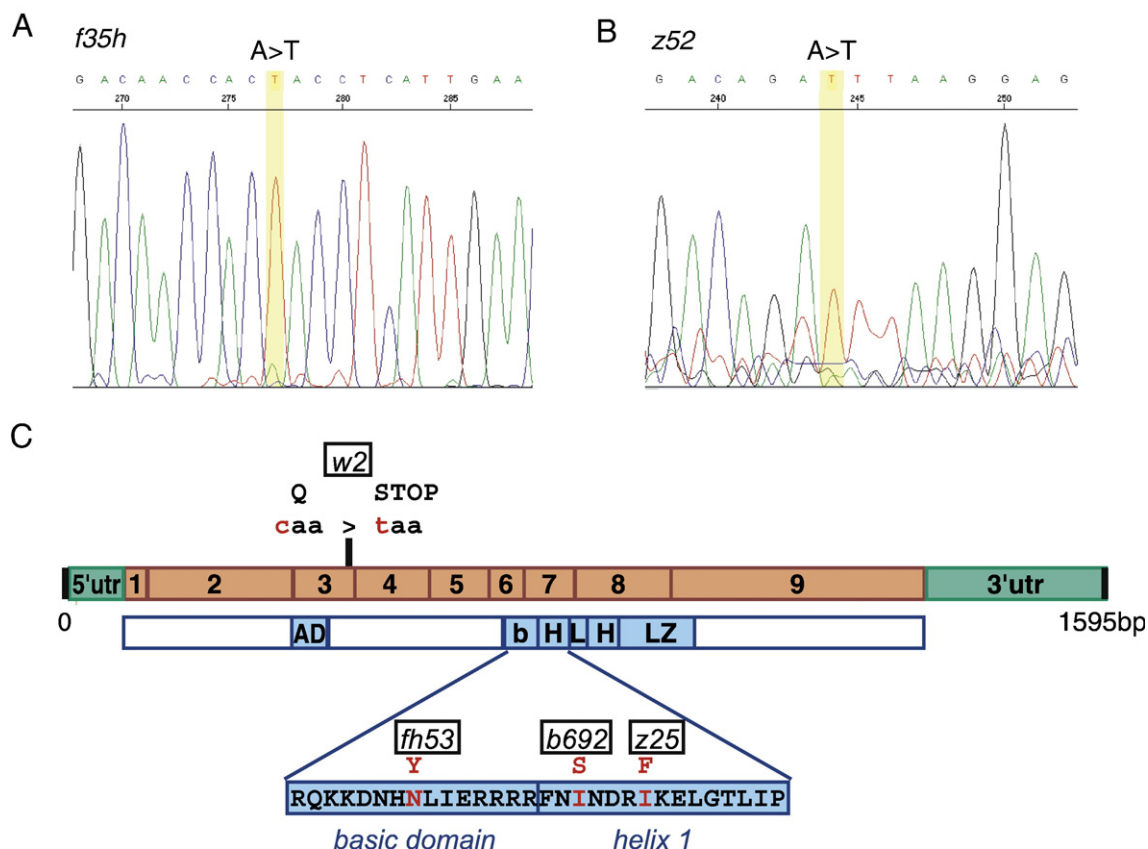 A f35h
A>T
G A C A A C C A C T A C C T C A T T G A A
270 275 280 285
B z52
A>T
G A C A G A T T T A A G G A G
240 245 250
C
w2
Q STOP
caa > taa
5'utr 1 2 3 4 5 6 7 8 9 3'utr
0 1595bp
AD b H L H LZ
fh53 b692 z25
Y S F
RQKKDNHNLIERRRRFNINDRIKELGTLIP
basic domain helix 1